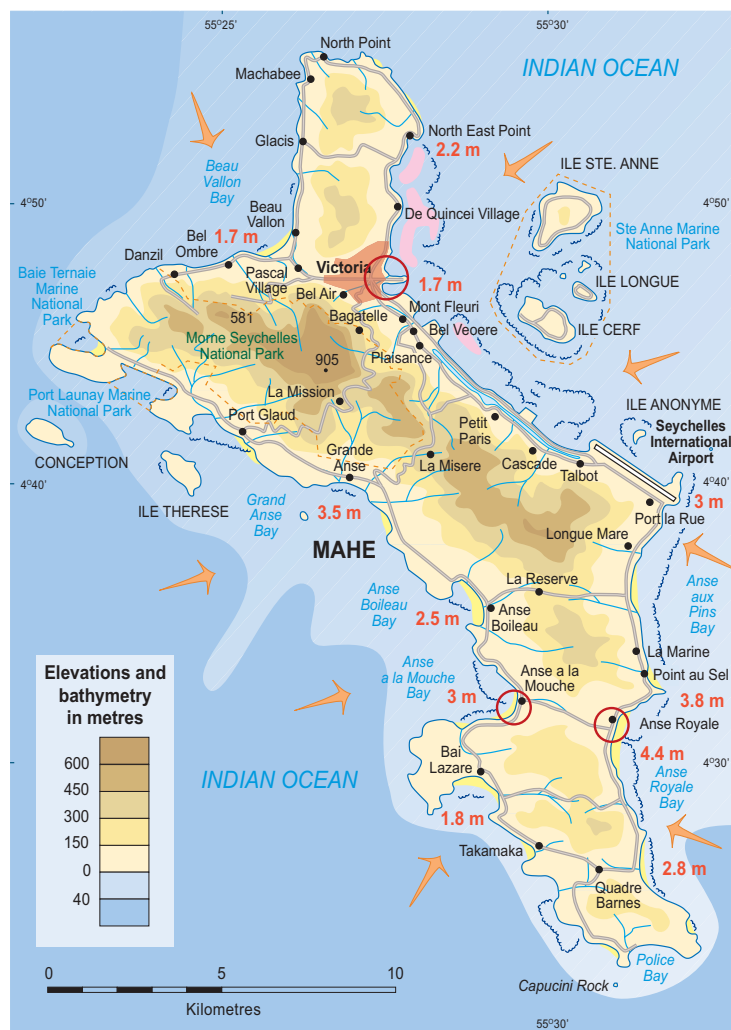 55°25'
55°30'
North Point
INDIAN OCEAN
Machabee
North East Point
2.2 m
Glacis
ILE STE. ANNE
Beau
Vallon
Bay
4°50'
4°50'
Beau
Vallon
De Quincei Village
Ste Anne Marine
National Park
1.7 m
Bel
Ombre
Danzil
Pascal
Village
Victoria
1.7 m
Baie Ternaie
Marine
National Park
ILE LONGUE
Bel Air
Mont Fleuri
581
Bagatelle
Bel Veoere
ILE CERF
Morne Seychelles
National Park
Plaisance
905
Port Launay Marine
National Park
La Mission
ILE ANONYME
Port Glaud
Petit
Paris
Seychelles
International
Airport
CONCEPTION
Grande
Anse
La Misere
Cascade
Talbot
4°40'
4°40'
ILE THERESE
Grand
Anse Bay
3.5 m
3 m
Port la Rue
MAHE
Longue Mare
Anse
Boileau
Bay
La Reserve
Anse
aux
Pins
Bay
2.5 m
Anse
Boileau
La Marine
Elevations and
bathymetry
in metres
Anse
a la Mouche
Bay
Anse a la
Mouche
Point au Sel
3 m
3.8 m
Anse Royale
600
450
300
150
0
40
INDIAN OCEAN
Bai
Lazare
4.4 m
4°30'
4°30'
Anse
Royale
Bay
1.8 m
Takamaka
2.8 m
Quadre
Barnes
Police
Bay
0
5
10
Kilometres
Capucini Rock
55°30'